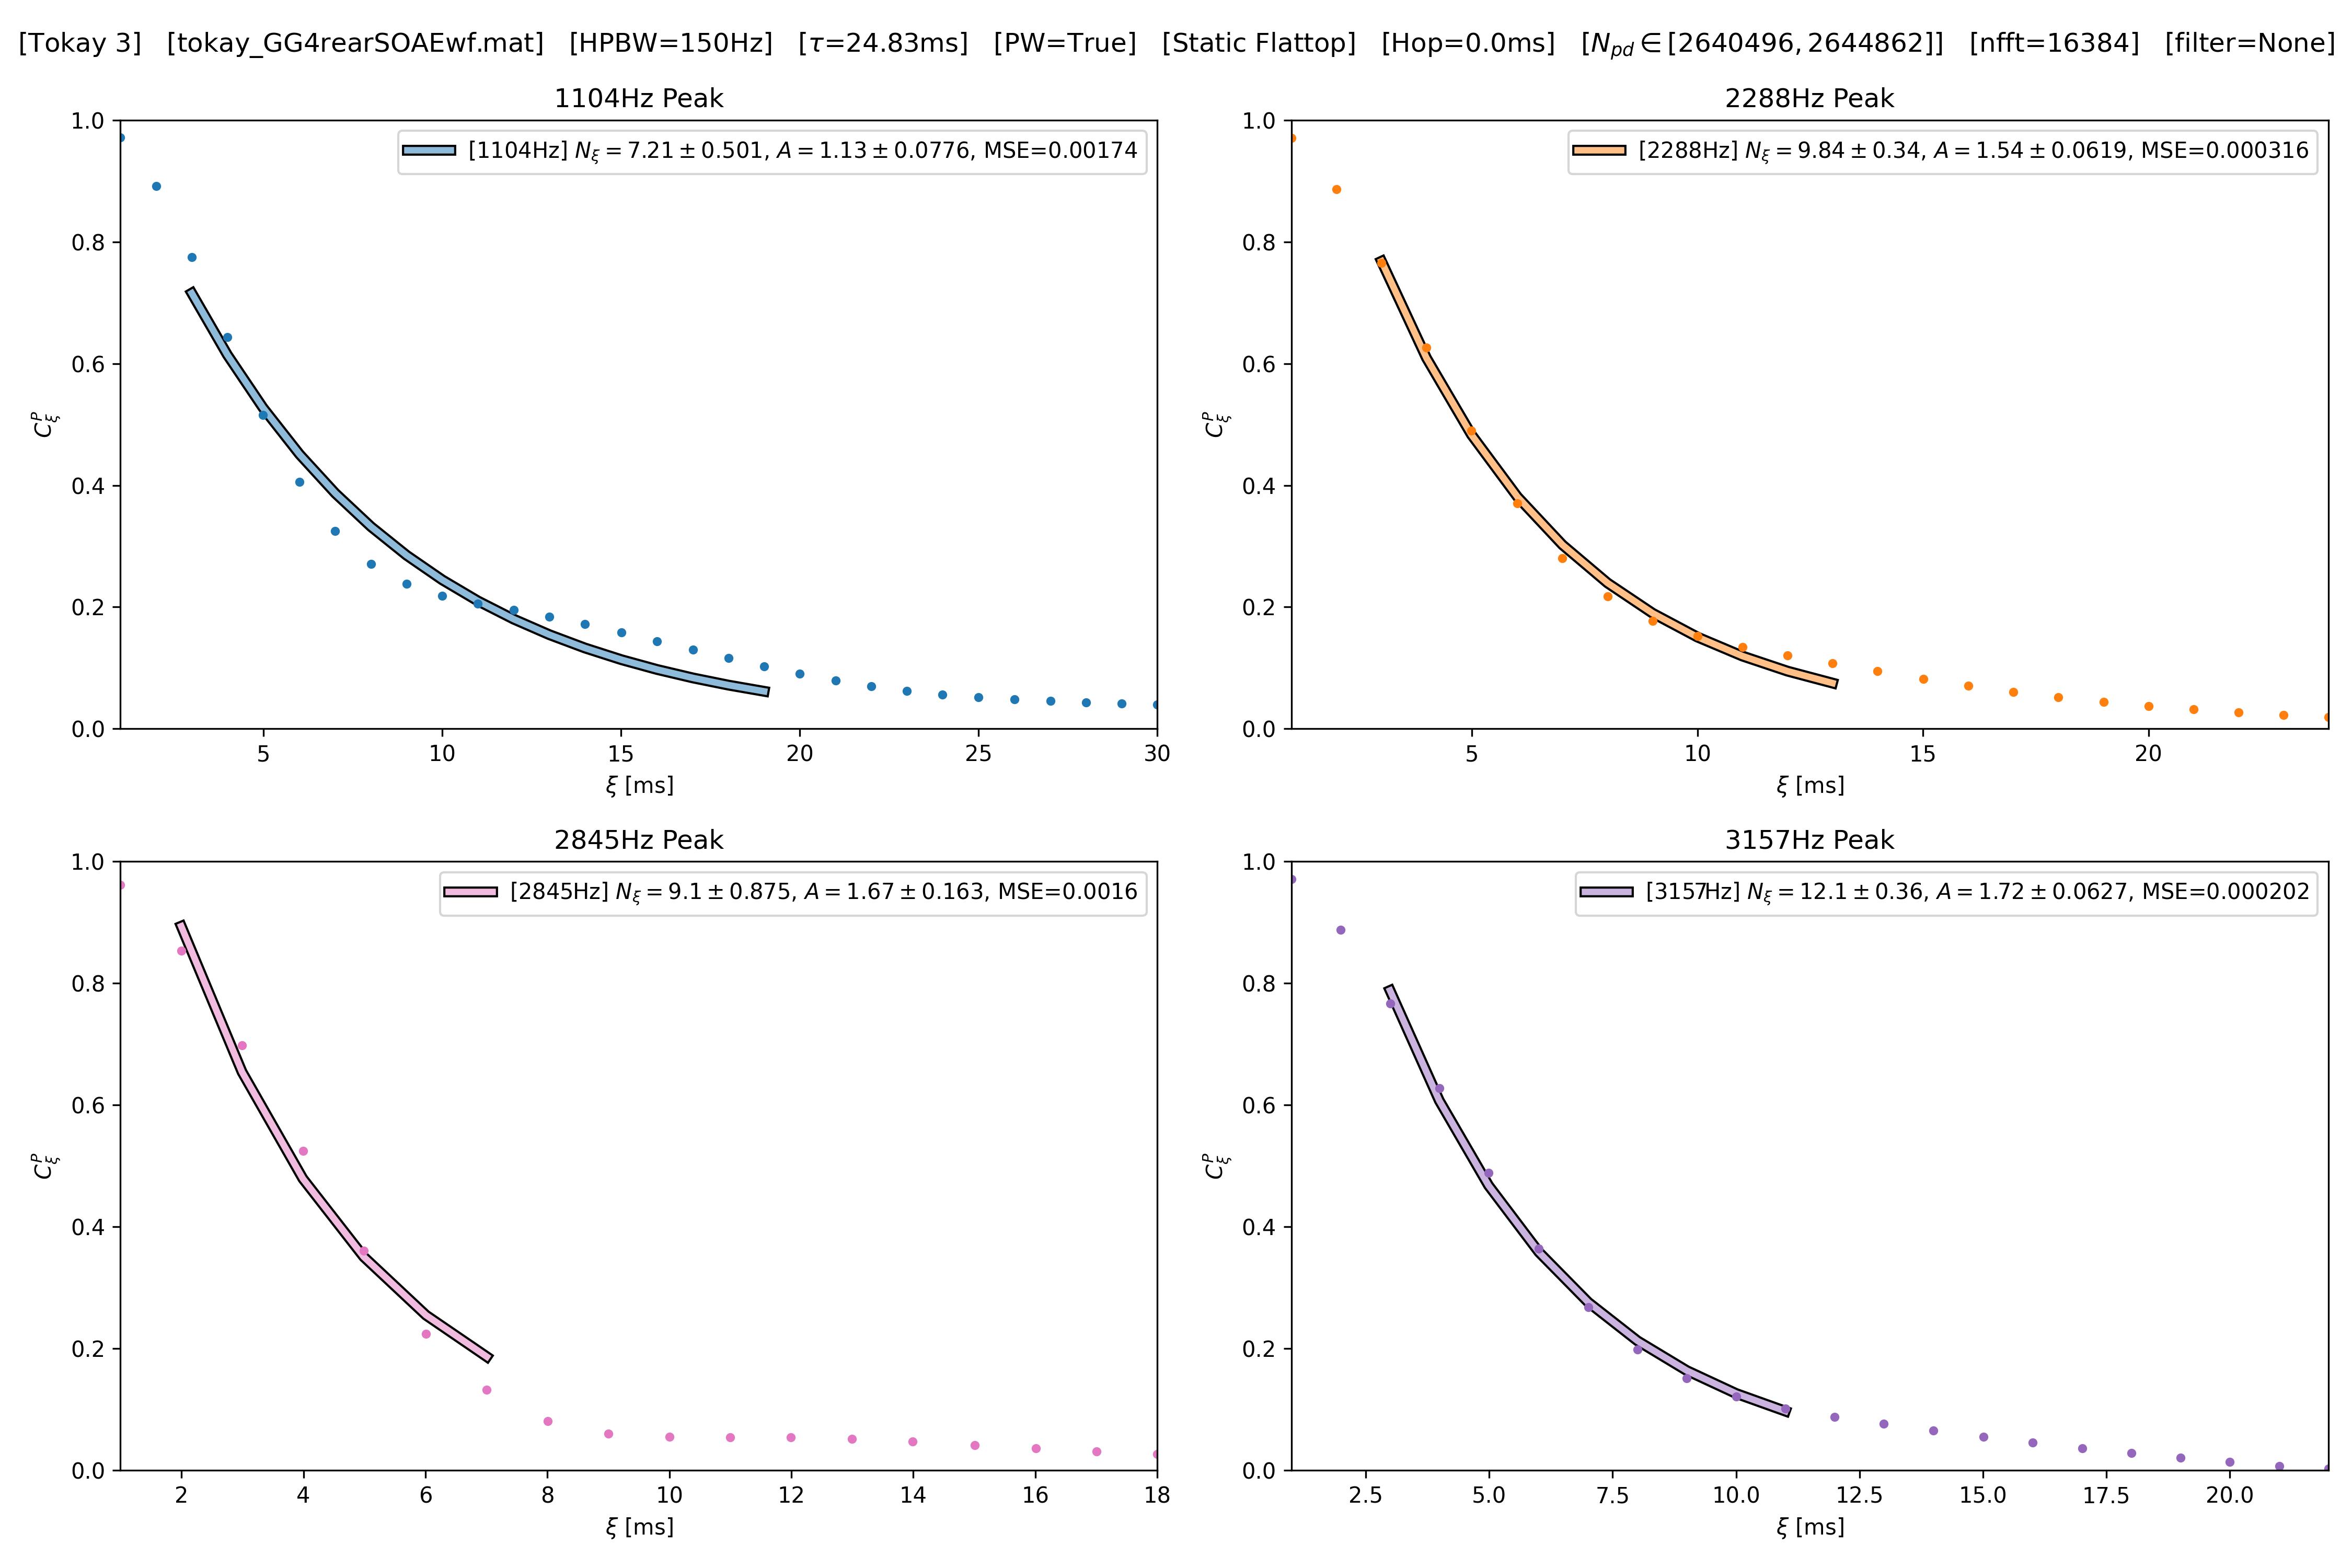 [Tokay 3] [tokay_GG4rearSOAEwf.mat] [HPBW=150Hz] [τ=24.83ms] [PW=True] [Static Flattop] [Hop=0.0ms] [N_pd ∈ [2640496, 2644862]] [nfft=16384] [filter=None]
1104Hz Peak
[1104Hz] N_ξ = 7.21 ± 0.501, A = 1.13 ± 0.0776, MSE=0.00174
1.0
0.8
0.6
0.4
0.2
0.0
C_ξ^P
5 10 15 20 25 30
ξ [ms]
2288Hz Peak
[2288Hz] N_ξ = 9.84 ± 0.34, A = 1.54 ± 0.0619, MSE=0.000316
1.0
0.8
0.6
0.4
0.2
0.0
C_ξ^P
5 10 15 20
ξ [ms]
2845Hz Peak
[2845Hz] N_ξ = 9.1 ± 0.875, A = 1.67 ± 0.163, MSE=0.0016
1.0
0.8
0.6
0.4
0.2
0.0
C_ξ^P
2 4 6 8 10 12 14 16 18
ξ [ms]
3157Hz Peak
[3157Hz] N_ξ = 12.1 ± 0.36, A = 1.72 ± 0.0627, MSE=0.000202
1.0
0.8
0.6
0.4
0.2
0.0
C_ξ^P
2.5 5.0 7.5 10.0 12.5 15.0 17.5 20.0
ξ [ms]